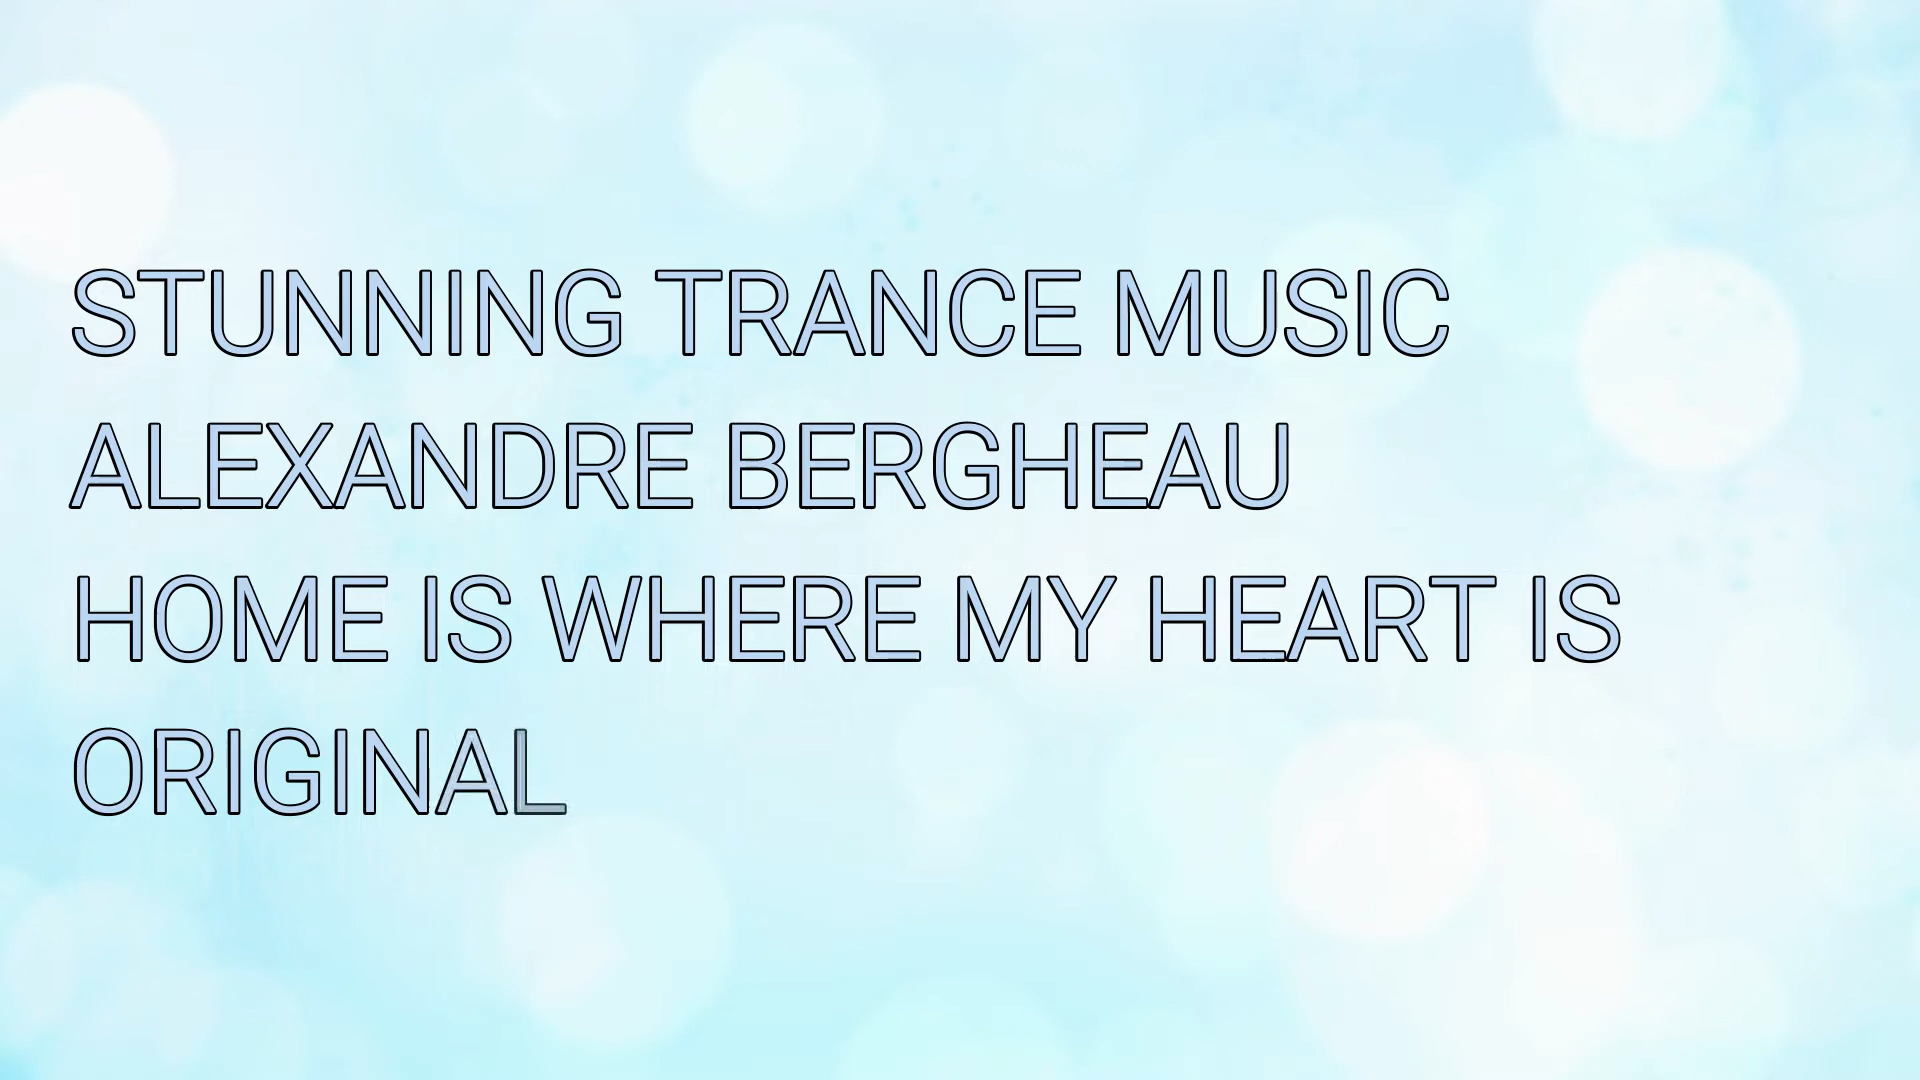 STUNNING TRANCE MUSIC
ALEXANDRE BERGHEAU
HOME IS WHERE MY HEART IS
ORIGINAL